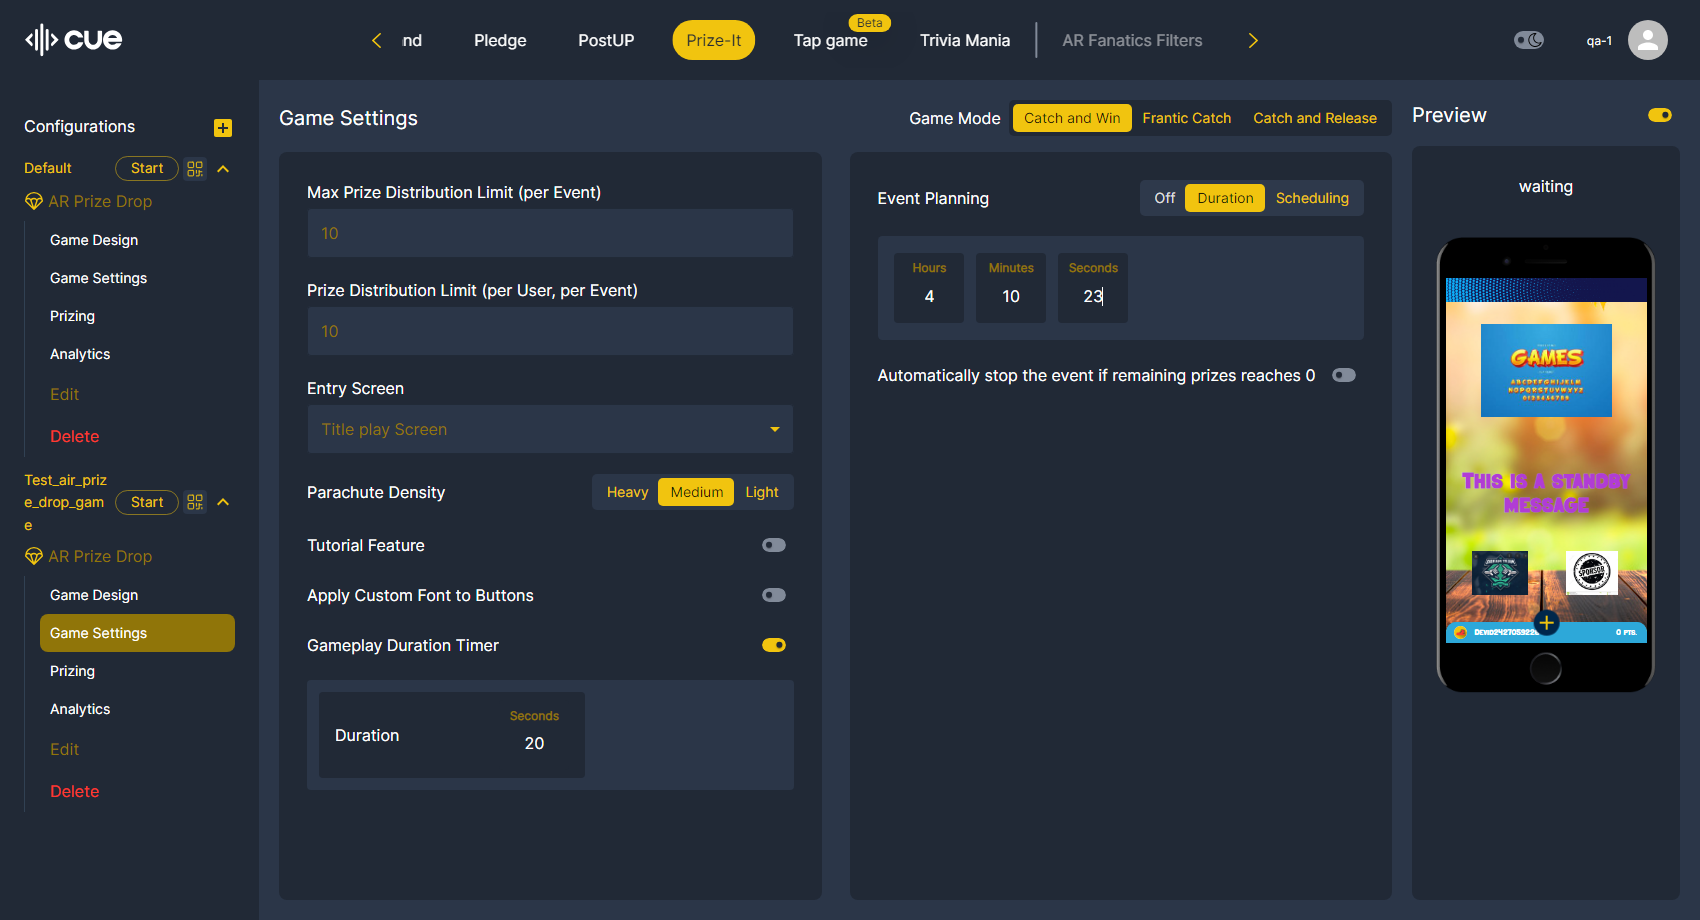 cue
nd
Pledge
PostUP
Prize-It
Beta
Tap game
Trivia Mania
AR Fanatics Filters
qa-1
Configurations
Default
Start
AR Prize Drop
Game Design
Game Settings
Prizing
Analytics
Edit
Delete
Test_air_priz
e_drop_gam
e
Start
AR Prize Drop
Game Design
Game Settings
Prizing
Analytics
Edit
Delete
Game Settings
Game Mode
Catch and Win
Frantic Catch
Catch and Release
Max Prize Distribution Limit (per Event)
10
Prize Distribution Limit (per User, per Event)
10
Entry Screen
Title play Screen
Parachute Density
Heavy
Medium
Light
Tutorial Feature
Apply Custom Font to Buttons
Gameplay Duration Timer
Duration
Seconds
20
Event Planning
Off
Duration
Scheduling
Hours
4
Minutes
10
Seconds
23
Automatically stop the event if remaining prizes reaches 0
Preview
waiting
GAMES
ABCDEFGHIJKLM
NOPQRSTUVWXYZ
THIS IS A STANDBY
MESSAGE
SPONSOR
0 PTS.